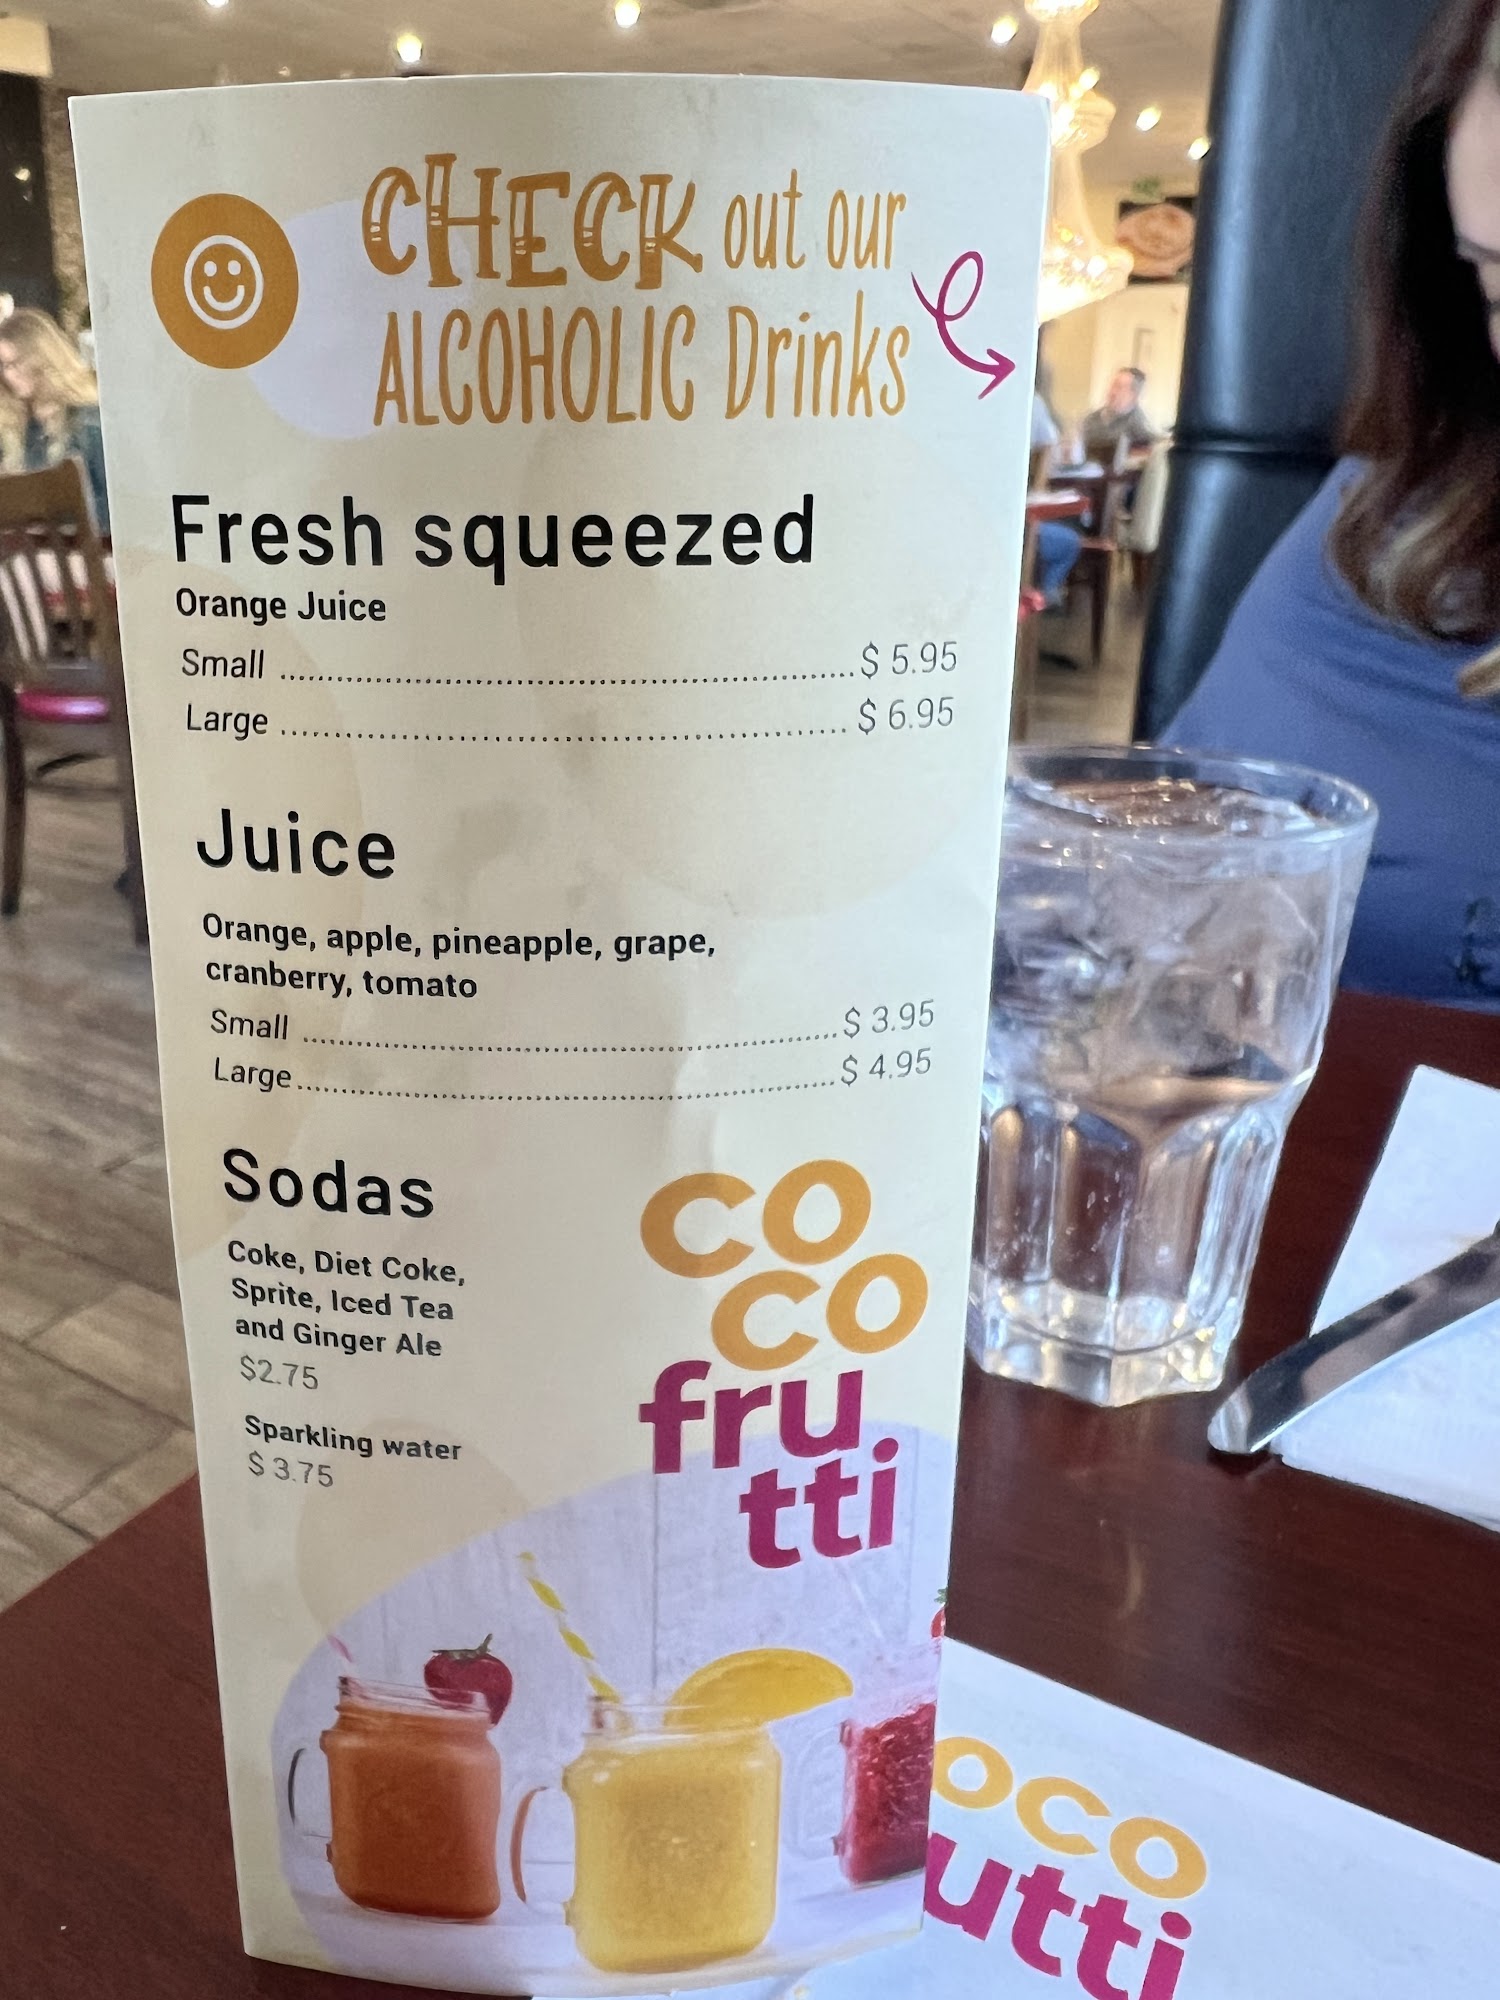 CHECK out our
ALCOHOLIC Drinks
Fresh squeezed
Orange Juice
Small ........ $ 5.95
Large ........ $ 6.95
Juice
Orange, apple, pineapple, grape,
cranberry, tomato
Small ........ $ 3.95
Large ........ $ 4.95
Sodas
Coke, Diet Coke,
Sprite, Iced Tea
and Ginger Ale
$2.75
Sparkling water
$ 3.75
co
co
fru
tti
oco
utti